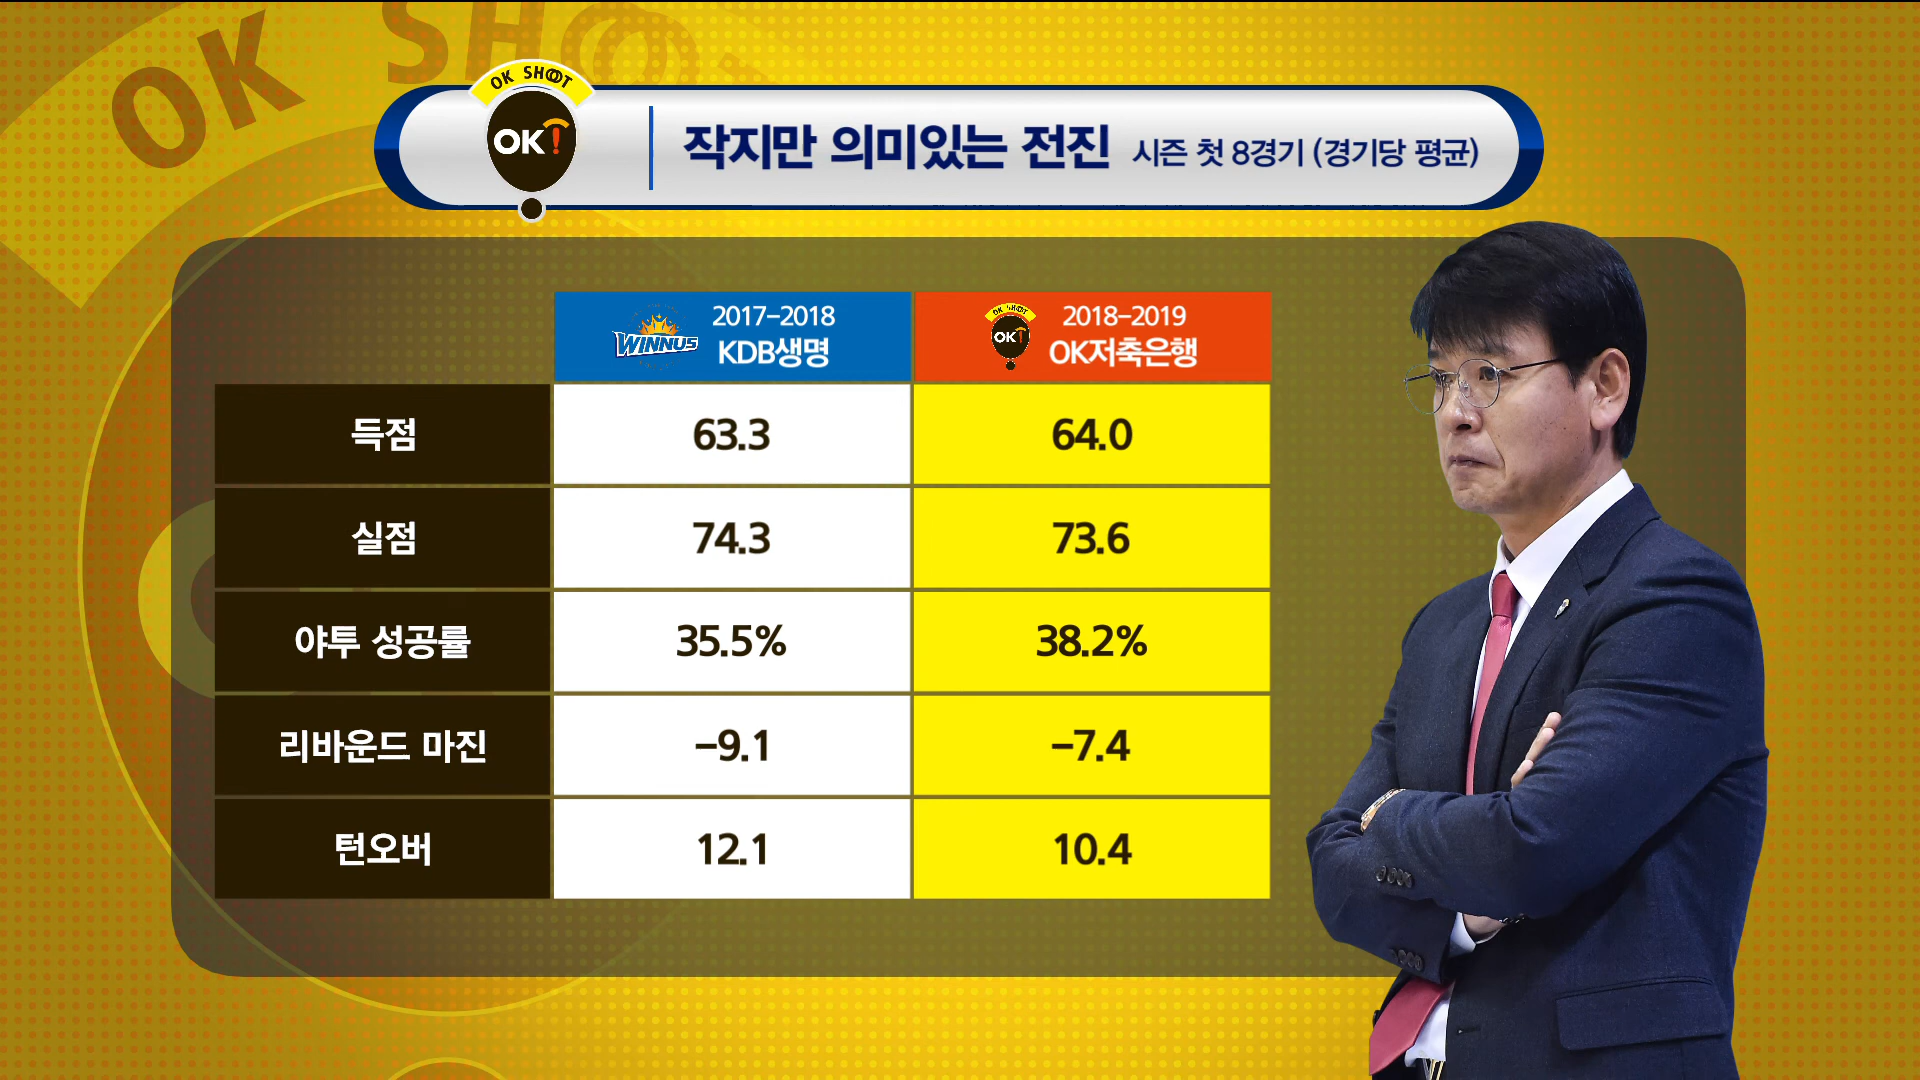 OK SHOOT
OK SHOOT
OK!
작지만 의미있는 전진 시즌 첫 8경기 (경기당 평균)
WINNUS 2017-2018 KDB생명
OK SHOOT OK! 2018-2019 OK저축은행
득점 63.3 64.0
실점 74.3 73.6
야투 성공률 35.5% 38.2%
리바운드 마진 -9.1 -7.4
턴오버 12.1 10.4